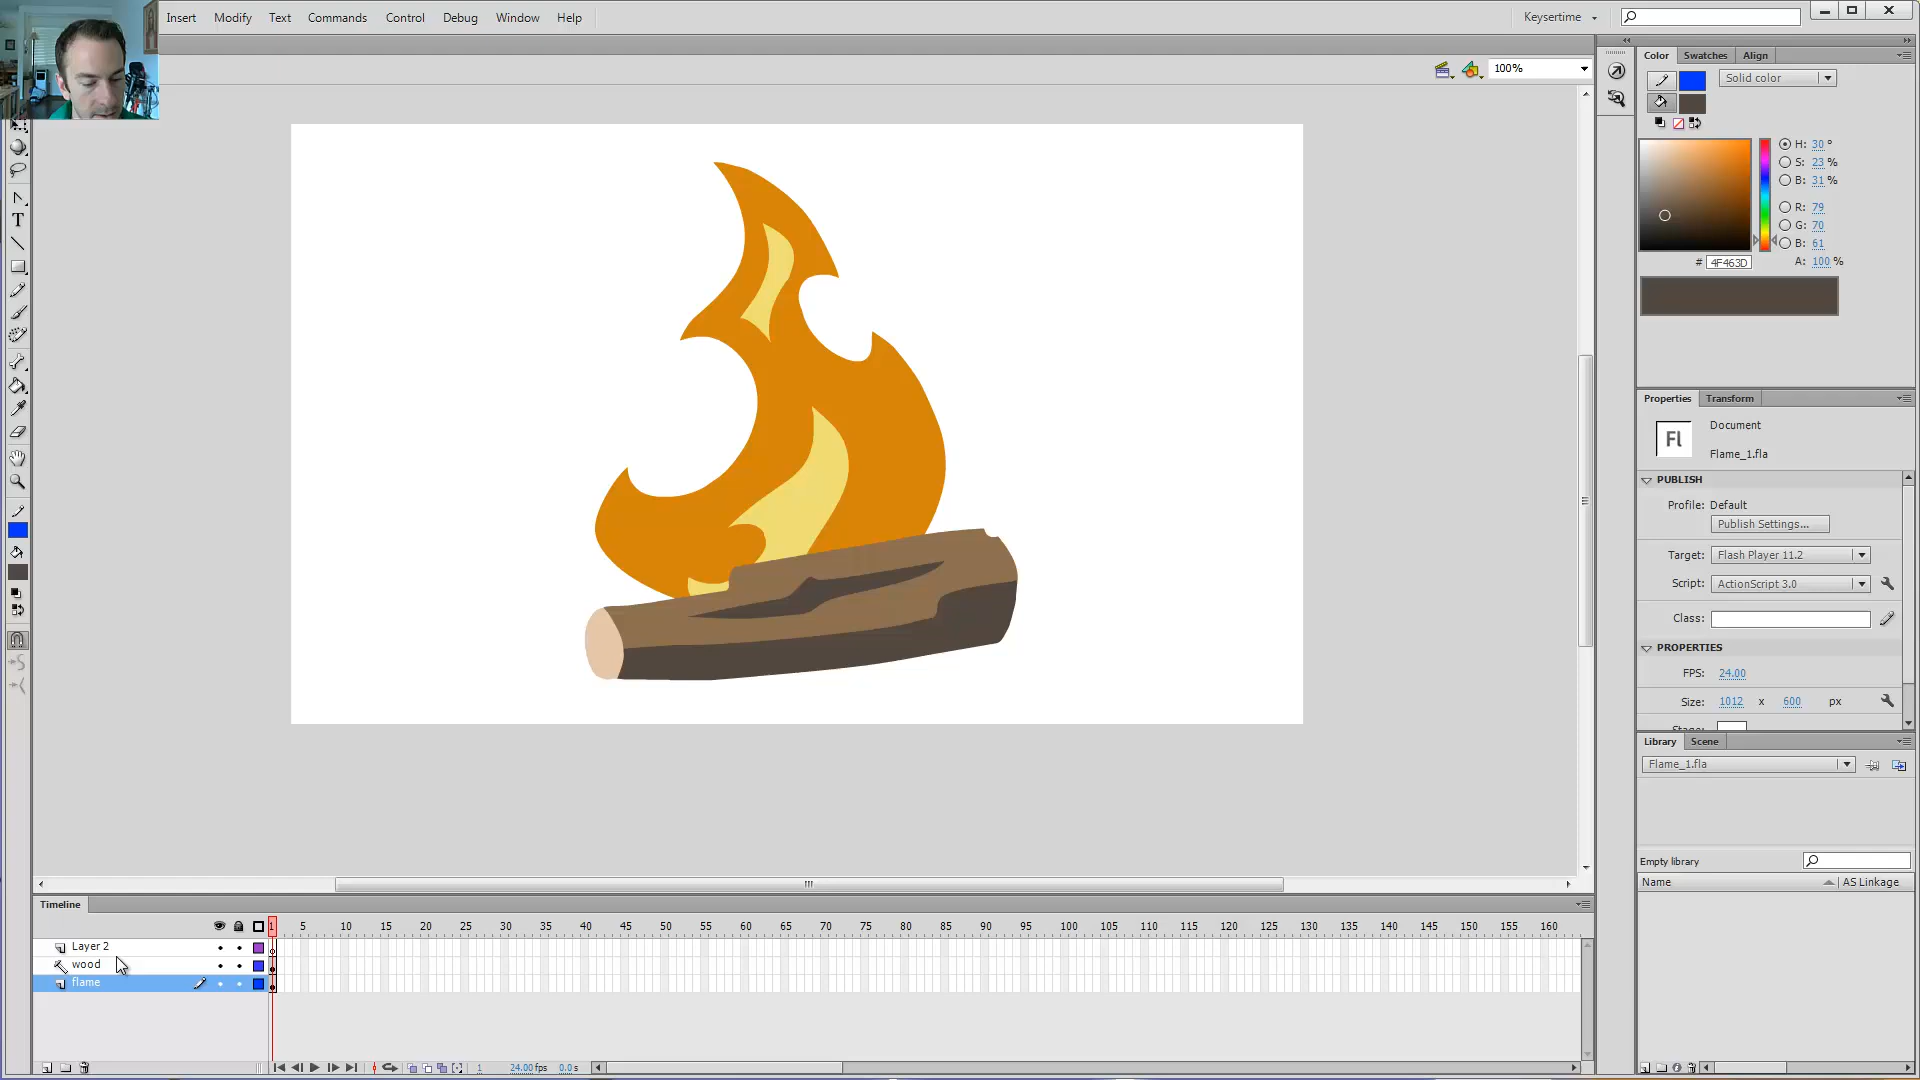 Insert Modify Text Commands Control Debug Window Help
Keysertime
100%
Color Swatches Align
Solid color
H: 30 °
S: 23 %
B: 31 %
R: 79
G: 70
B: 61
# 4F463D
A: 100 %
Properties Transform
Fl
Document
Flame_1.fla
PUBLISH
Profile: Default
Publish Settings...
Target: Flash Player 11.2
Script: ActionScript 3.0
Class:
PROPERTIES
FPS: 24.00
Size: 1012 x 600 px
Library Scene
Flame_1.fla
Empty library
Name AS Linkage
Timeline
1 5 10 15 20 25 30 35 40 45 50 55 60 65 70 75 80 85 90 95 100 105 110 115 120 125 130 135 140 145 150 155 160
Layer 2
wood
flame
1 24.00 fps 0.0 s